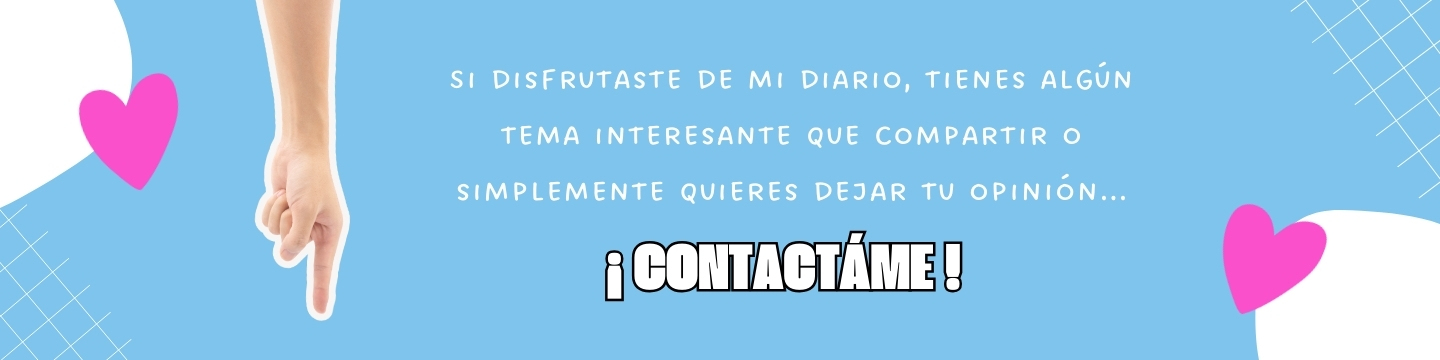 SI DISFRUTASTE DE MI DIARIO, TIENES ALGÚN
TEMA INTERESANTE QUE COMPARTIR O
SIMPLEMENTE QUIERES DEJAR TU OPINIÓN...
¡CONTACTÁME!